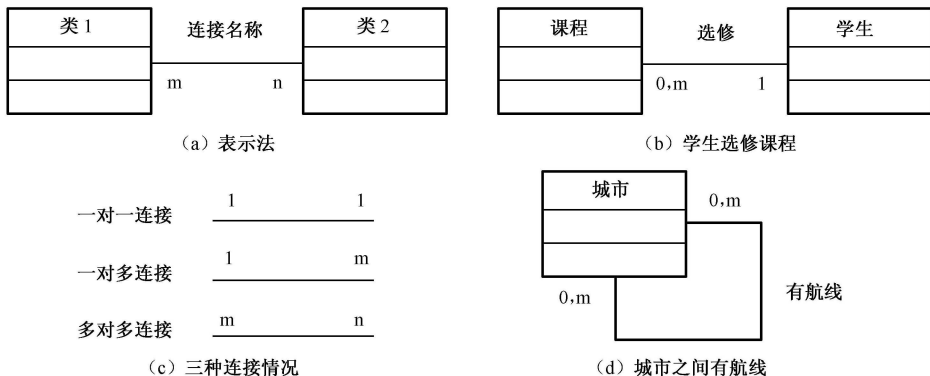 类 1
连接名称
类 2
m
n
（a）表示法
课程
选修
学生
0,m
1
（b）学生选修课程
一对一连接
1
1
一对多连接
1
m
多对多连接
m
n
（c）三种连接情况
城市
0,m
0,m
有航线
（d）城市之间有航线